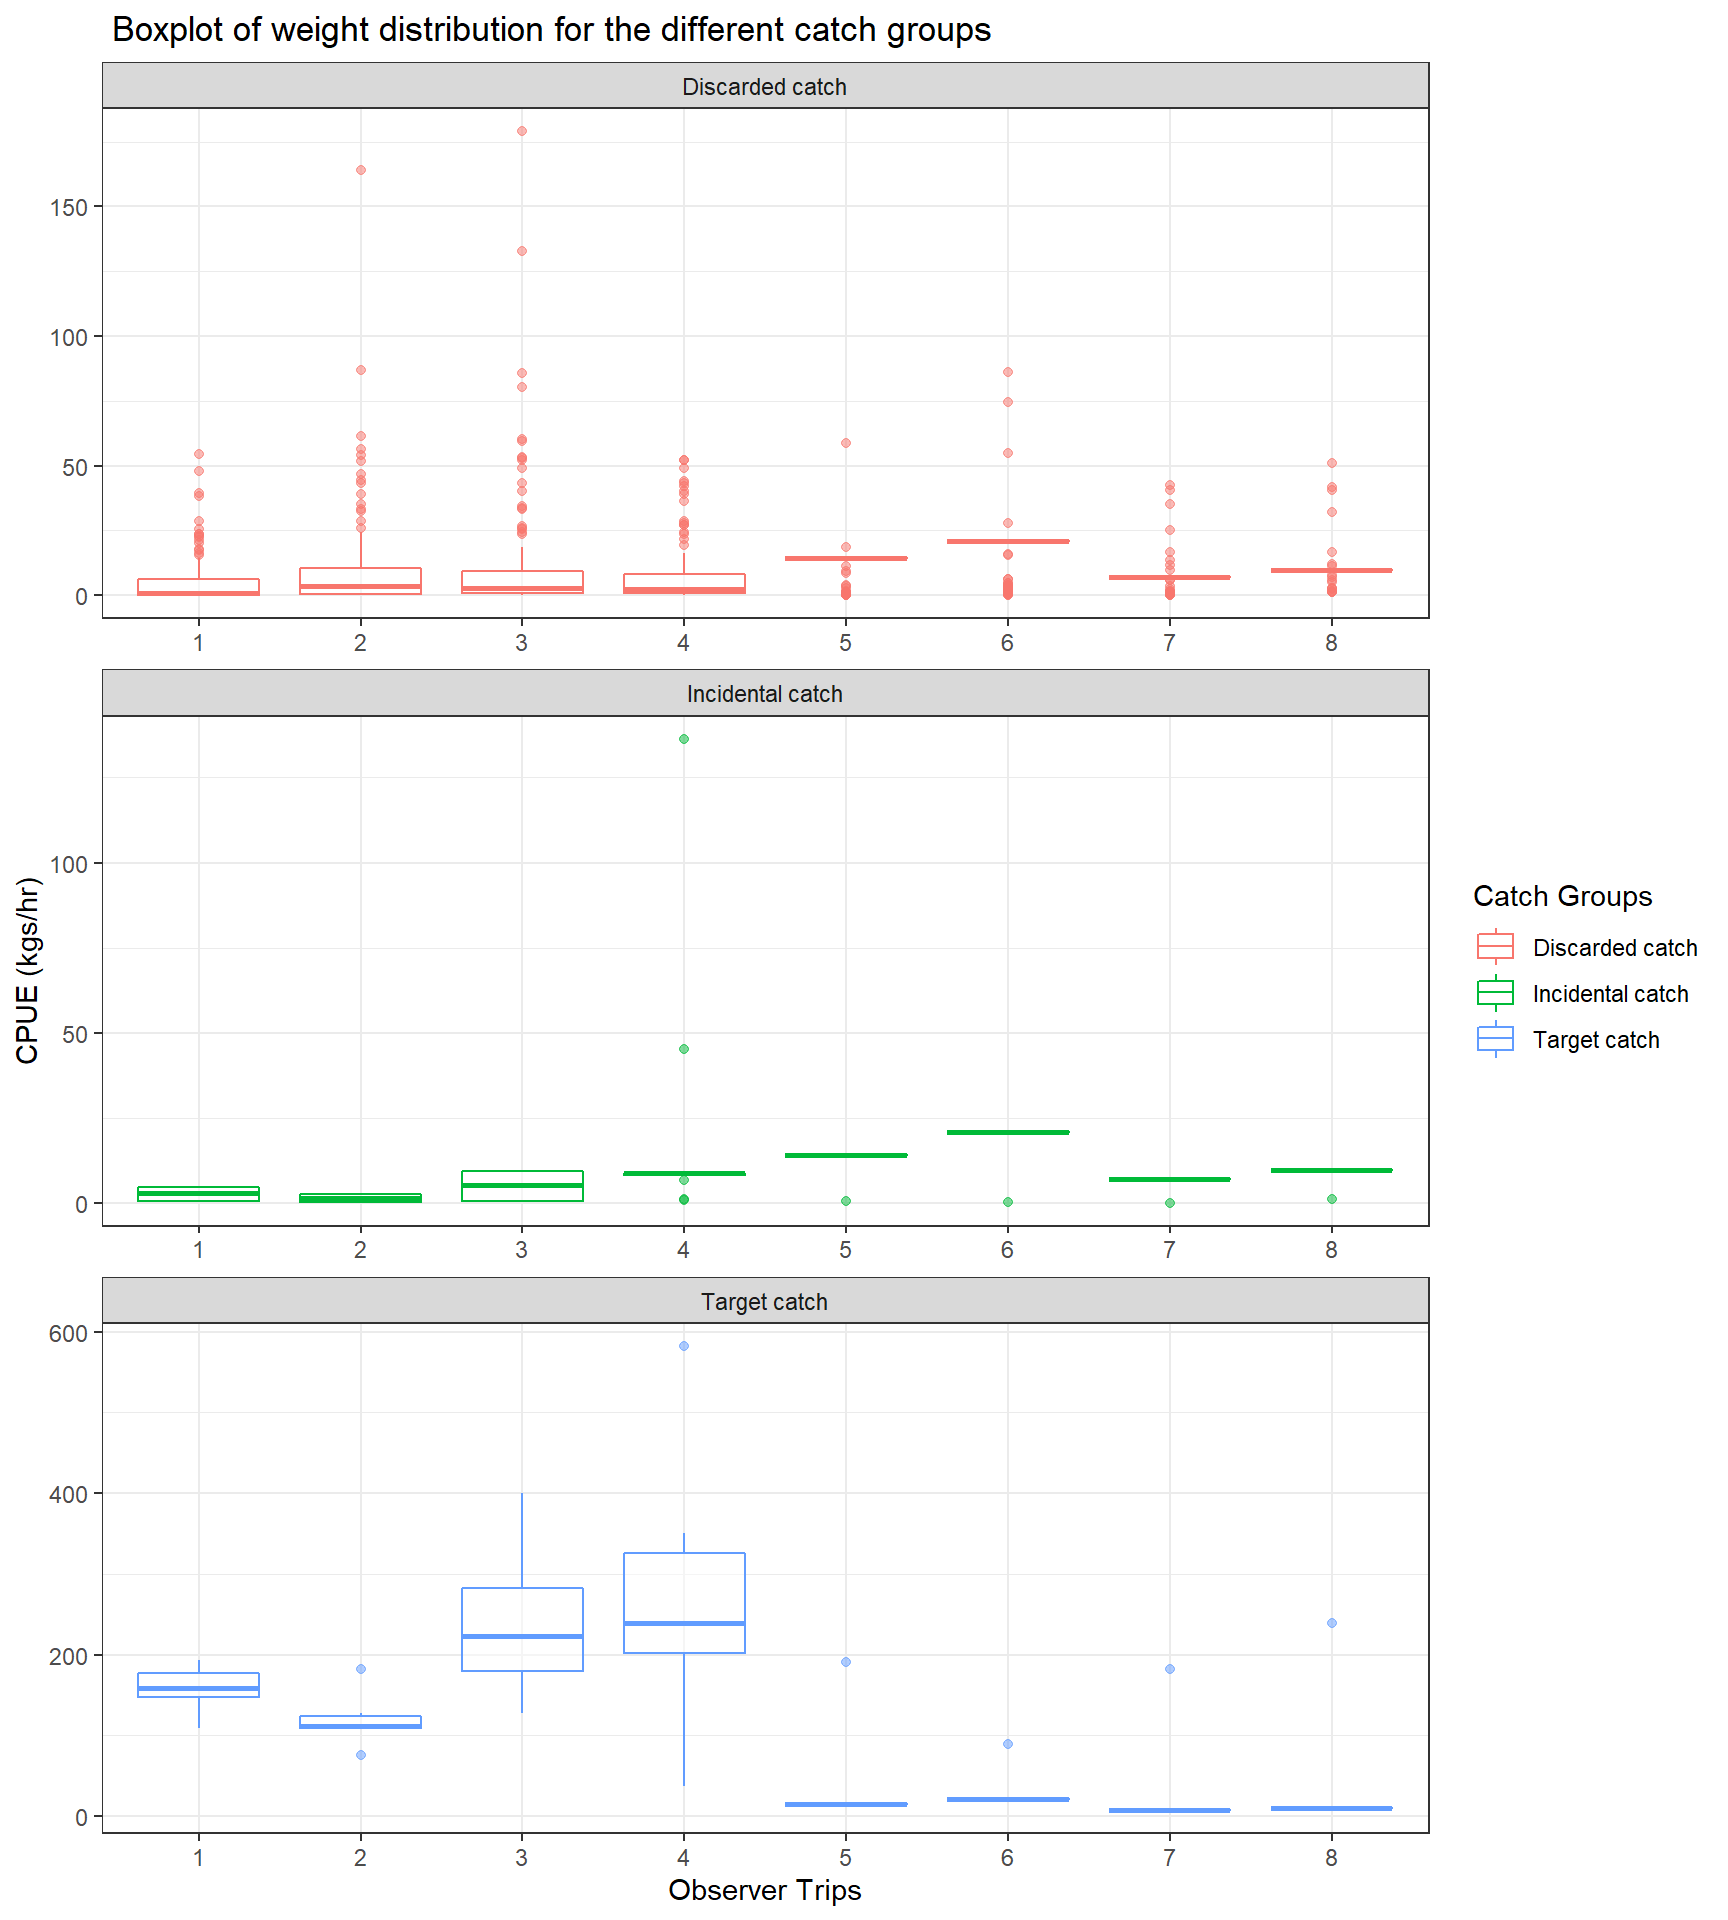 Boxplot of weight distribution for the different catch groups
Discarded catch
150
100
50
0
1 2 3 4 5 6 7 8
Incidental catch
100
50
0
1 2 3 4 5 6 7 8
Target catch
600
400
200
0
1 2 3 4 5 6 7 8
Observer Trips
CPUE (kgs/hr)
Catch Groups
Discarded catch
Incidental catch
Target catch